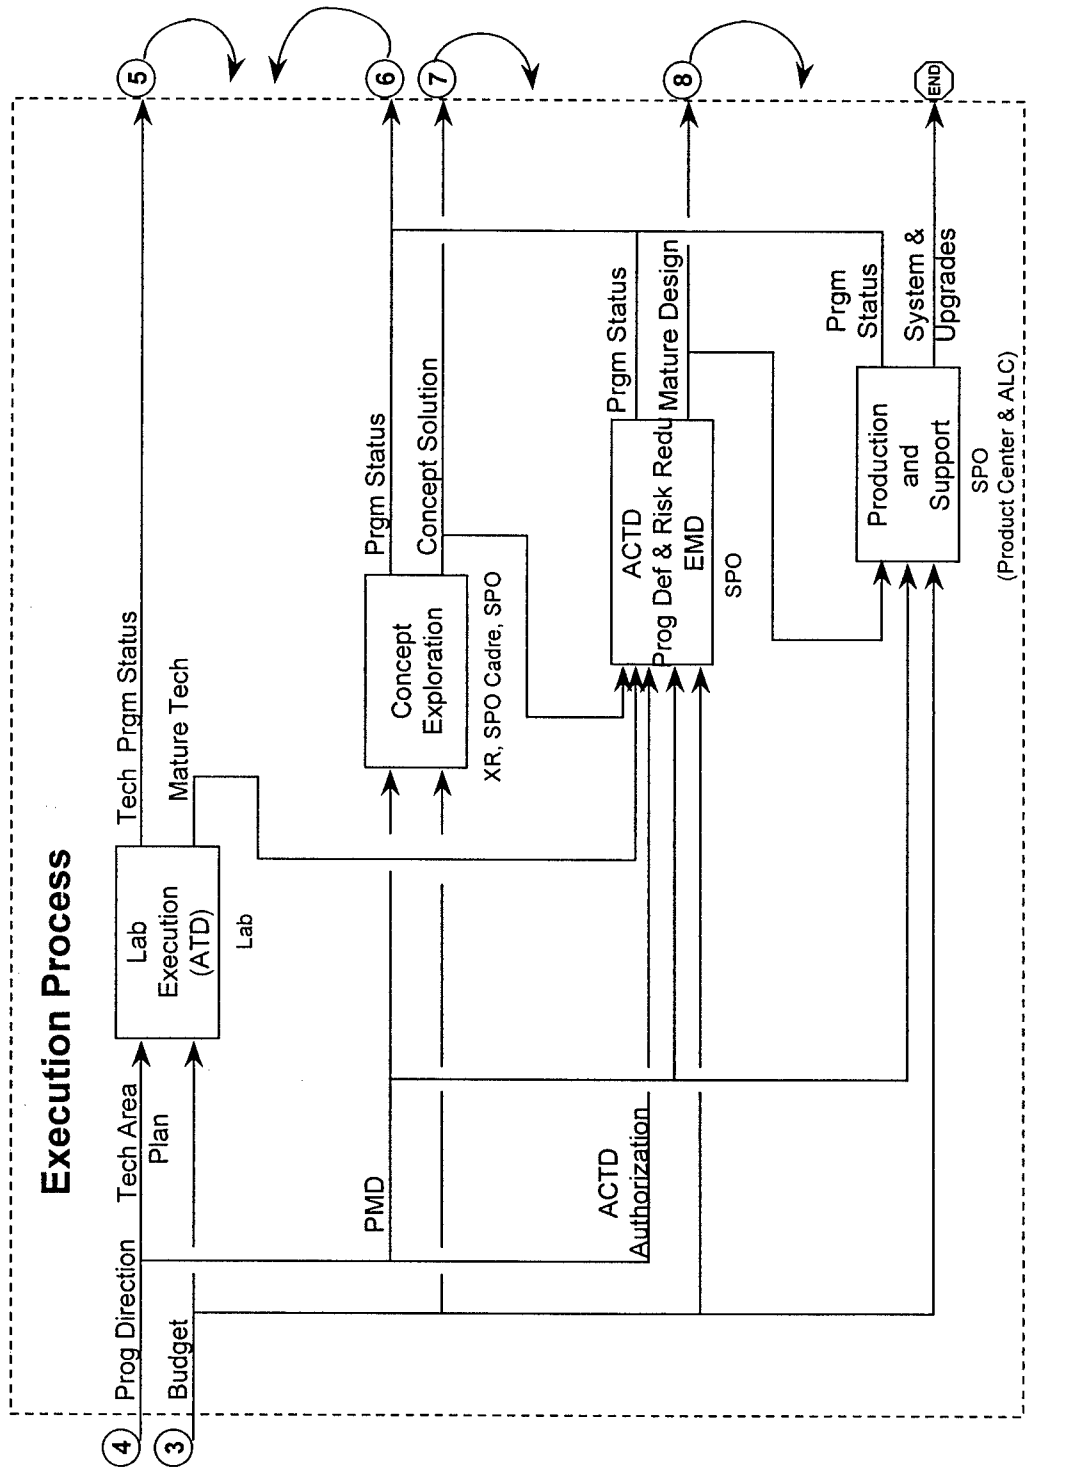 Execution Process
4
Prog Direction
Tech Area
Plan
3
Budget
Lab
Execution
(ATD)
Lab
Tech Prgm Status
Mature Tech
5
PMD
Concept
Exploration
XR, SPO Cadre, SPO
Prgm Status
Concept Solution
6
7
ACTD
Authorization
ACTD
Prog Def & Risk Redu
EMD
SPO
Prgm Status
Mature Design
8
Production
and
Support
SPO
(Product Center & ALC)
Prgm
Status
System &
Upgrades
END